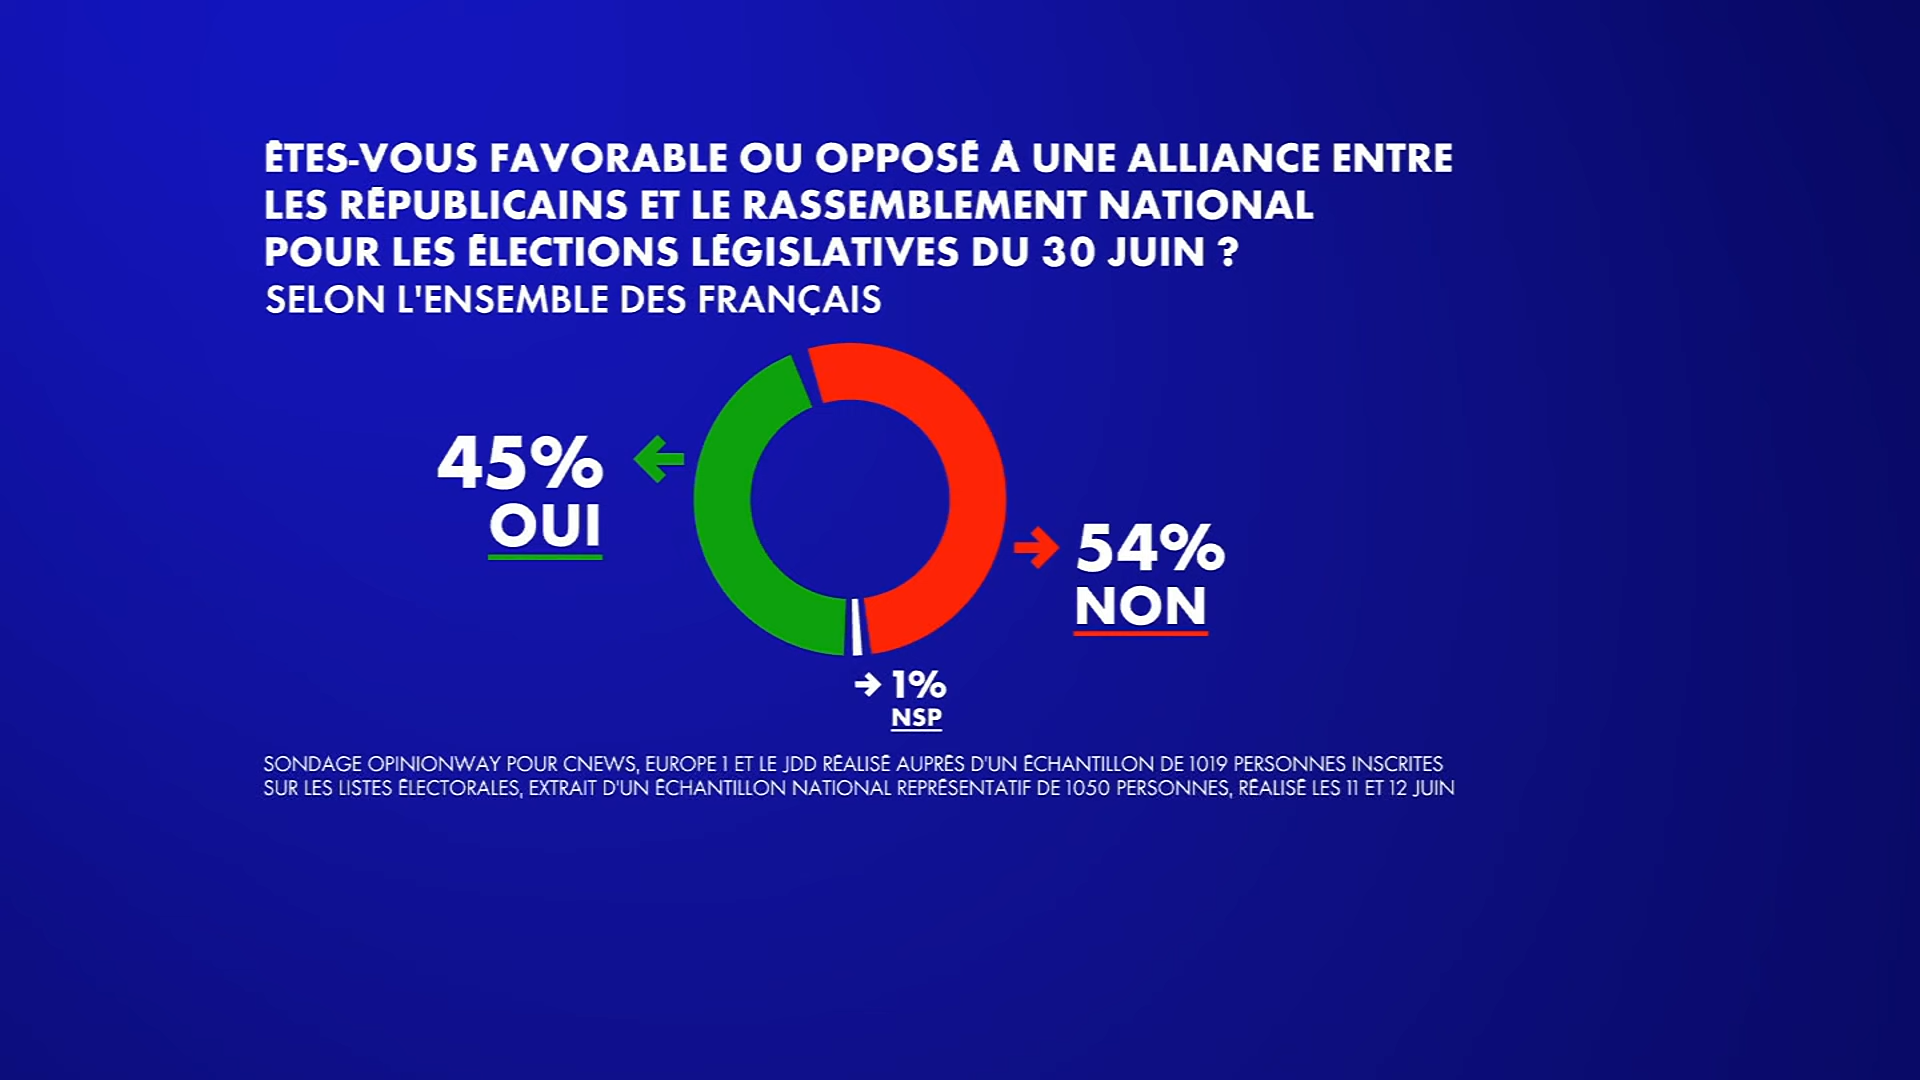 ÊTES-VOUS FAVORABLE OU OPPOSÉ À UNE ALLIANCE ENTRE
LES RÉPUBLICAINS ET LE RASSEMBLEMENT NATIONAL
POUR LES ÉLECTIONS LÉGISLATIVES DU 30 JUIN ?
SELON L'ENSEMBLE DES FRANÇAIS
45%
OUI
54%
NON
1%
NSP
SONDAGE OPINIONWAY POUR CNEWS, EUROPE 1 ET LE JDD RÉALISÉ AUPRÈS D'UN ÉCHANTILLON DE 1019 PERSONNES INSCRITES
SUR LES LISTES ÉLECTORALES, EXTRAIT D'UN ÉCHANTILLON NATIONAL REPRÉSENTATIF DE 1050 PERSONNES, RÉALISÉ LES 11 ET 12 JUIN